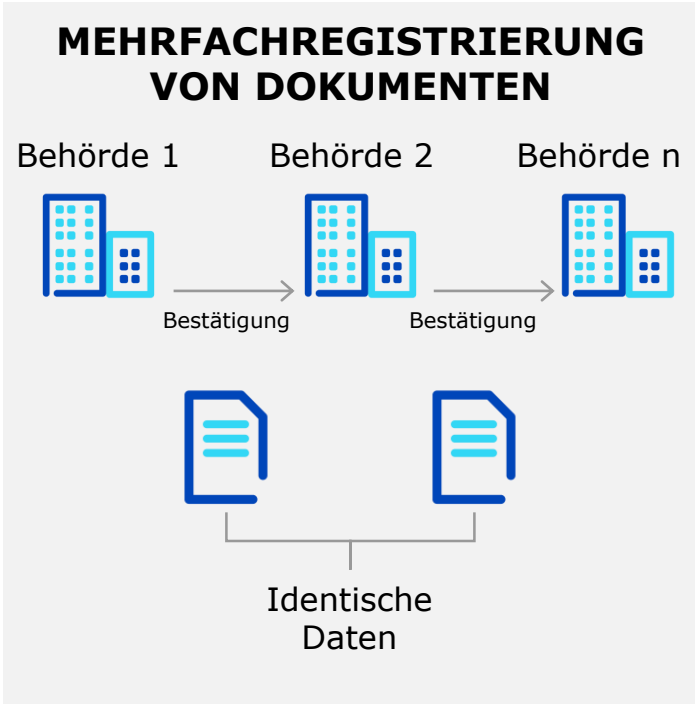 MEHRFACHREGISTRIERUNG
VON DOKUMENTEN
Behörde 1
Behörde 2
Behörde n
Bestätigung
Bestätigung
Identische
Daten